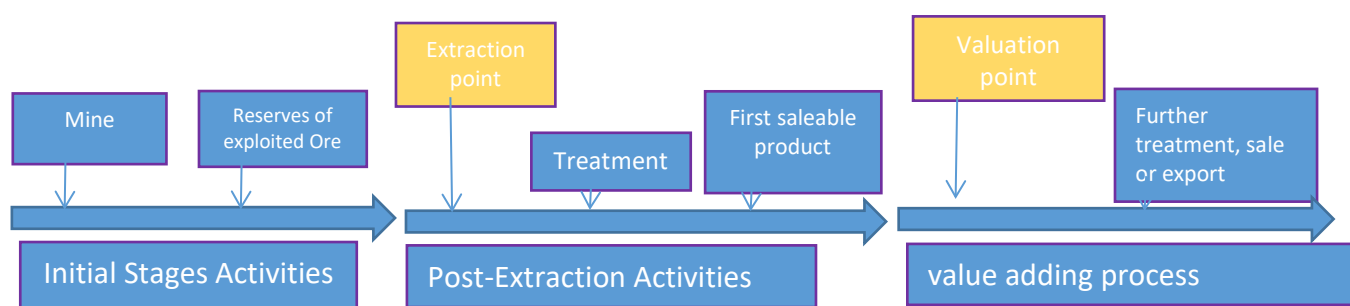 Mine
Reserves of
exploited Ore
Extraction
point
Treatment
First saleable
product
Valuation
point
Further
treatment, sale
or export
Initial Stages Activities
Post-Extraction Activities
value adding process